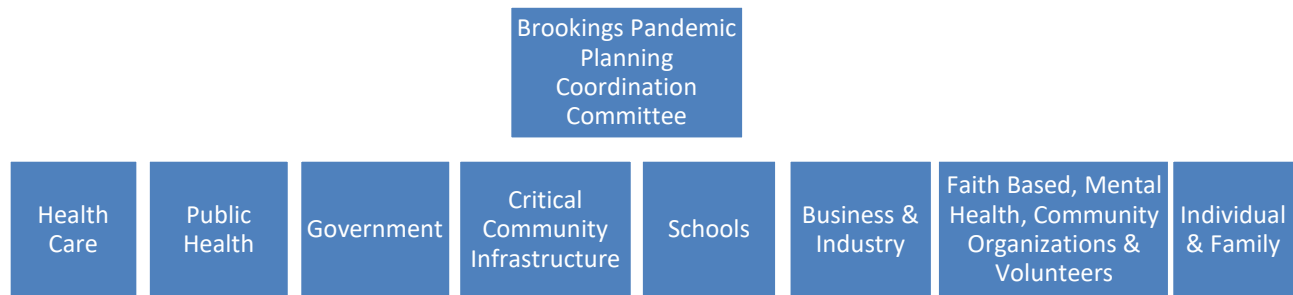 Brookings Pandemic
Planning
Coordination
Committee
Health
Care
Public
Health
Government
Critical
Community
Infrastructure
Schools
Business &
Industry
Faith Based, Mental
Health, Community
Organizations &
Volunteers
Individual
& Family